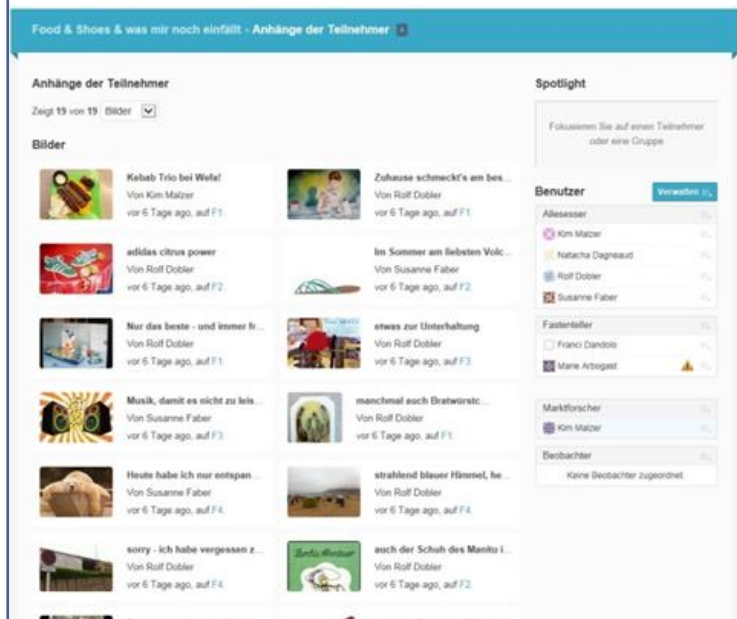 Food & Shoes & was mir noch einfällt - Anhänge der Teilnehmer
Anhänge der Teilnehmer
Zeigt 19 von 19 Bilder
Bilder
Kebab Trio bei Wefa!
Von Kim Malzer
vor 6 Tage ago, auf F1.
Zuhause schmeckt's am bes...
Von Rolf Dobler
vor 6 Tage ago, auf F1.
adidas citrus power
Von Rolf Dobler
vor 6 Tage ago, auf F2.
Im Sommer am liebsten Volc...
Von Susanne Faber
vor 6 Tage ago, auf F2.
Nur das beste - und immer fr...
Von Rolf Dobler
vor 6 Tage ago, auf F1.
etwas zur Unterhaltung
Von Rolf Dobler
vor 6 Tage ago, auf F3.
Musik, damit es nicht zu leis...
Von Susanne Faber
vor 6 Tage ago, auf F3.
manchmal auch Bratwürstc...
Von Rolf Dobler
vor 6 Tage ago, auf F1.
Heute habe ich nur entspan...
Von Susanne Faber
vor 6 Tage ago, auf F4.
strahlend blauer Himmel, he...
Von Rolf Dobler
vor 6 Tage ago, auf F4.
sorry - ich habe vergessen z...
Von Rolf Dobler
vor 6 Tage ago, auf F4.
auch der Schuh des Manitu i...
Von Rolf Dobler
vor 6 Tage ago, auf F2.
Spotlight
Fokusieren Sie auf einen Teilnehmer
oder eine Gruppe
Benutzer
Verwalten
Allesesser
Kim Malzer
Natacha Dagneaud
Rolf Dobler
Susanne Faber
Fastenteller
Franci Dandolo
Marie Arbogast
Marktforscher
Kim Malzer
Beobachter
Keine Beobachter zugeordnet.